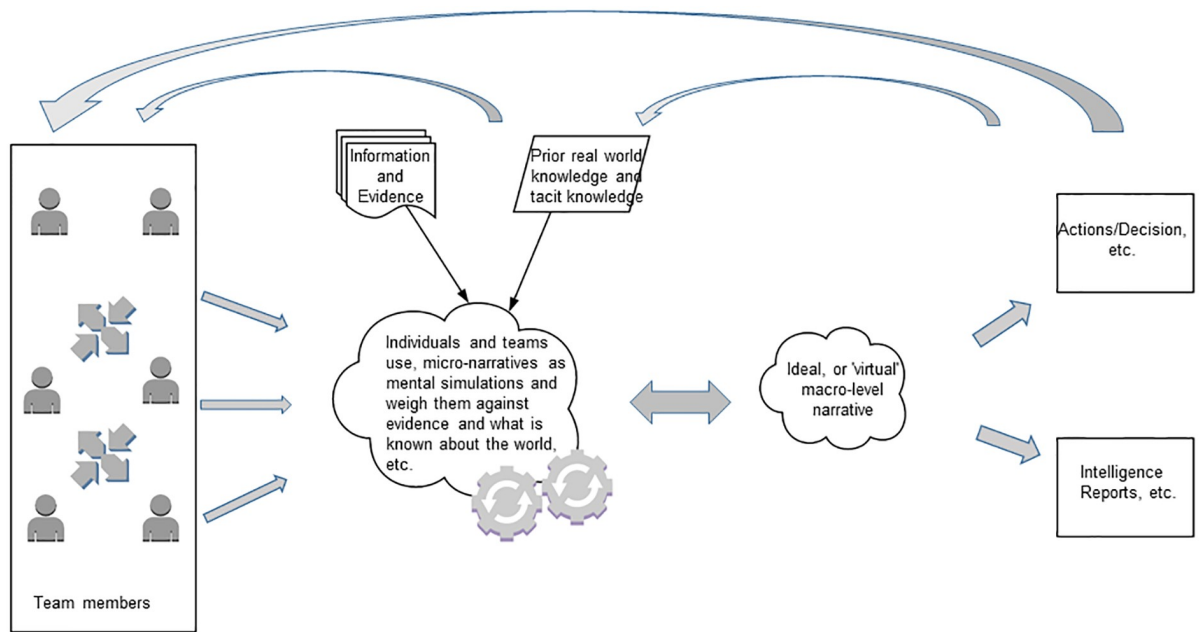 Information
and
Evidence
Prior real world
knowledge and
tacit knowledge
Actions/Decision,
etc.
Individuals and teams
use, micro-narratives as
mental simulations and
weigh them against
evidence and what is
known about the world,
etc.
Ideal, or 'virtual'
macro-level
narrative
Intelligence
Reports, etc.
Team members